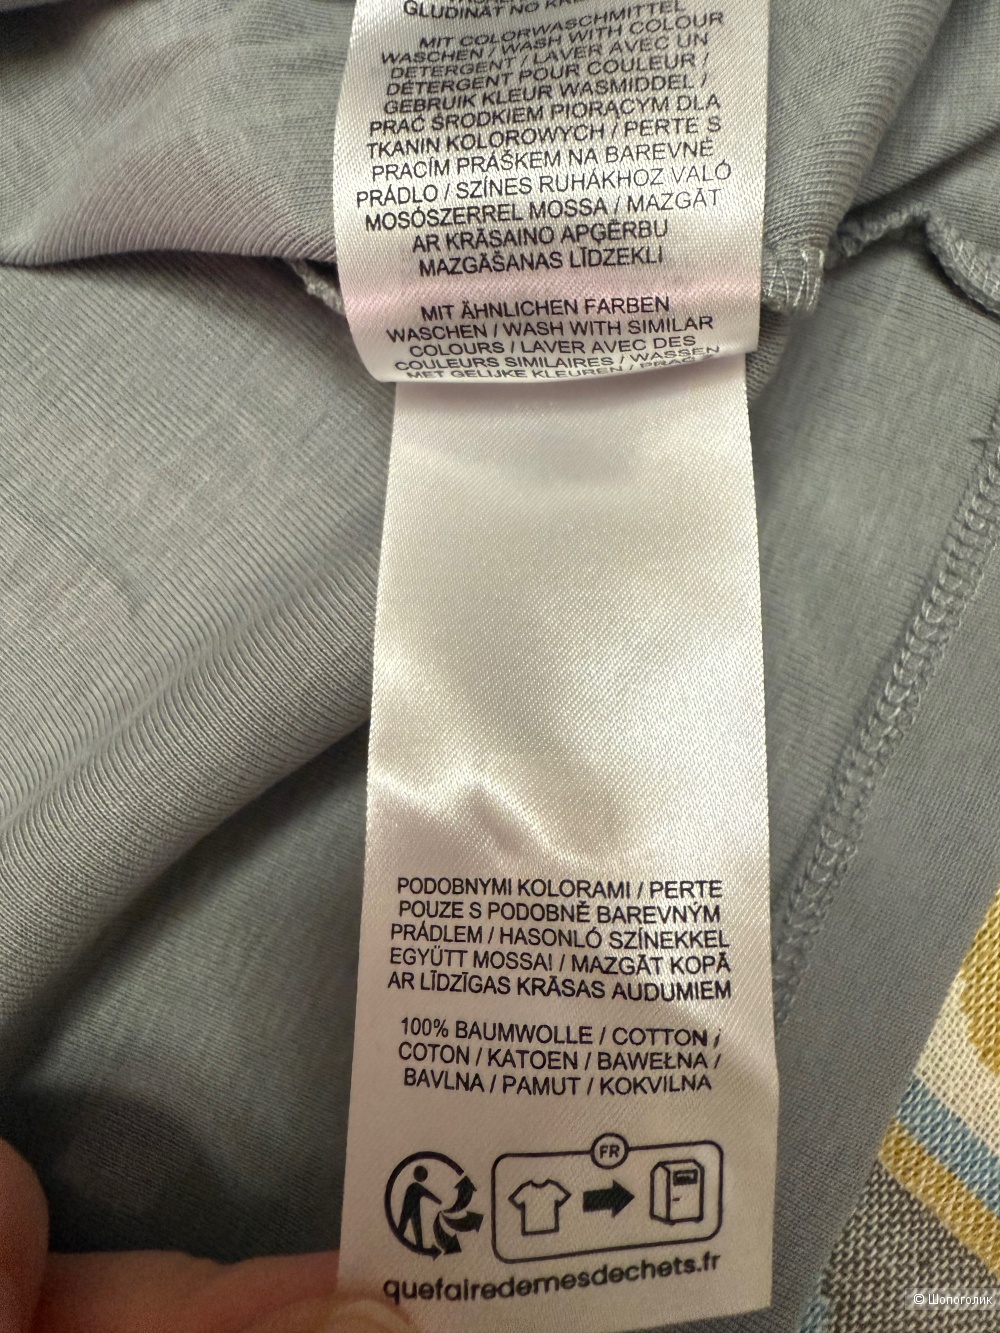 GLUDINĀT NO
MIT COLORWASCHMITTEL
WASCHEN / WASH WITH COLOUR
DETERGENT / LAVER AVEC UN
DÉTERGENT POUR COULEUR /
GEBRUIK KLEUR WASMIDDEL /
PRAĆ ŚRODKIEM PIORĄCYM DLA
TKANIN KOLOROWYCH / PERTE S
PRACÍM PRÁŠKEM NA BAREVNÉ
PRÁDLO / SZÍNES RUHÁKHOZ VALÓ
MOSÓSZERREL MOSSA / MAZGĀT
AR KRĀSAINO APĢĒRBU
MAZGĀŠANAS LĪDZEKLI
MIT ÄHNLICHEN FARBEN
WASCHEN / WASH WITH SIMILAR
COLOURS / LAVER AVEC DES
COULEURS SIMILAIRES / WASSEN
MET GELIJKE KLEUREN /
PODOBNYMI KOLORAMI / PERTE
POUZE S PODOBNĚ BAREVNÝM
PRÁDLEM / HASONLÓ SZÍNEKKEL
EGYÜTT MOSSA! / MAZGĀT KOPĀ
AR LĪDZĪGAS KRĀSAS AUDUMIEM
100% BAUMWOLLE / COTTON /
COTON / KATOEN / BAWEŁNA /
BAVLNA / PAMUT / KOKVILNA
FR
quefairedemesdechets.fr
© Шопоголик